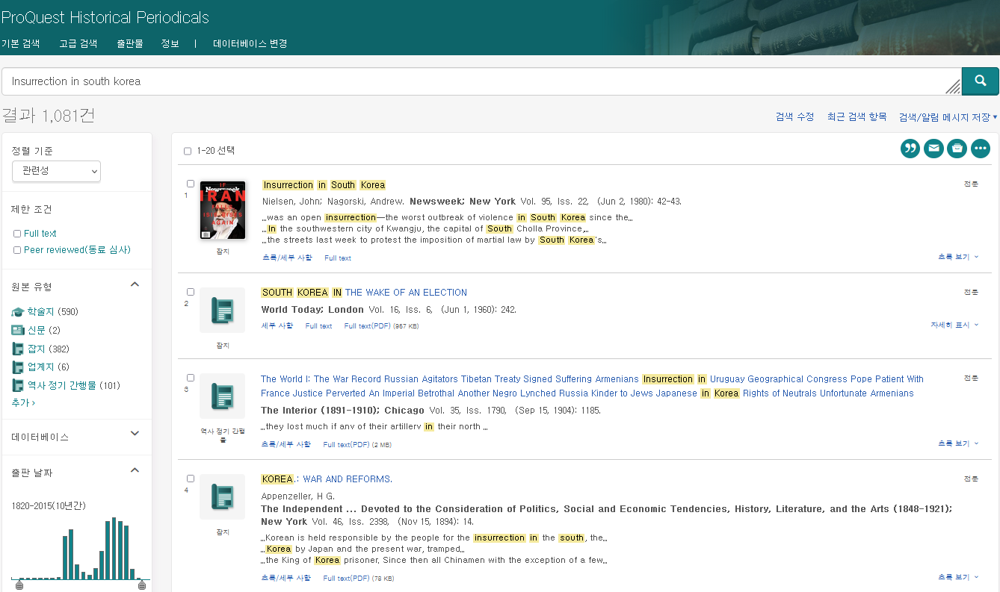 ProQuest Historical Periodicals
기본 검색 고급 검색 출판물 정보 | 데이터베이스 변경
Insurrection in south korea
결과 1,081건
검색 수정 최근 검색 항목 검색/알림 메시지 저장
정렬 기준
관련성
제한 조건
Full text
Peer reviewed(동료 심사)
원본 유형
학술지 (590)
신문 (2)
잡지 (382)
업계지 (6)
역사 정기 간행물 (101)
추가 ›
데이터베이스
출판 날짜
1820-2015(10년간)
1-20 선택
1
IF
Newsweek
IRAN
AGAIN
잡지
Insurrection in South Korea
전문
Nielsen, John; Nagorski, Andrew. Newsweek; New York Vol. 95, Iss. 22, (Jun 2, 1980): 42-43.
...was an open insurrection—the worst outbreak of violence in South Korea since the...
...In the southwestern city of Kwangju, the capital of South Cholla Province,...
...the streets last week to protest the imposition of martial law by South Korea's...
초록/세부 사항 Full text
초록 보기
2
잡지
SOUTH KOREA IN THE WAKE OF AN ELECTION
전문
World Today; London Vol. 16, Iss. 6, (Jun 1, 1960): 242.
세부 사항 Full text Full text(PDF) (957 KB)
자세히 표시
3
역사 정기 간행
물
The World I: The War Record Russian Agitators Tibetan Treaty Signed Suffering Armenians Insurrection in Uruguay Geographical Congress Pope Patient With
France Justice Perverted An Imperial Betrothal Another Negro Lynched Russia Kinder to Jews Japanese in Korea Rights of Neutrals Unfortunate Armenians
전문
The Interior (1891-1910); Chicago Vol. 35, Iss. 1790, (Sep 15, 1904): 1185.
...they lost much if anv of their artillerv in their north ...
초록/세부 사항 Full text(PDF) (2 MB)
초록 보기
4
잡지
KOREA.: WAR AND REFORMS.
전문
Appenzeller, H G.
The Independent ... Devoted to the Consideration of Politics, Social and Economic Tendencies, History, Literature, and the Arts (1848-1921);
New York Vol. 46, Iss. 2398, (Nov 15, 1894): 14.
...Korean is held responsible by the people for the insurrection in the south, the...
...Korea by Japan and the present war, tramped...
...the King of Korea prisoner. Since then all Chinamen with the exception of a few...
초록/세부 사항 Full text(PDF) (79 KB)
초록 보기